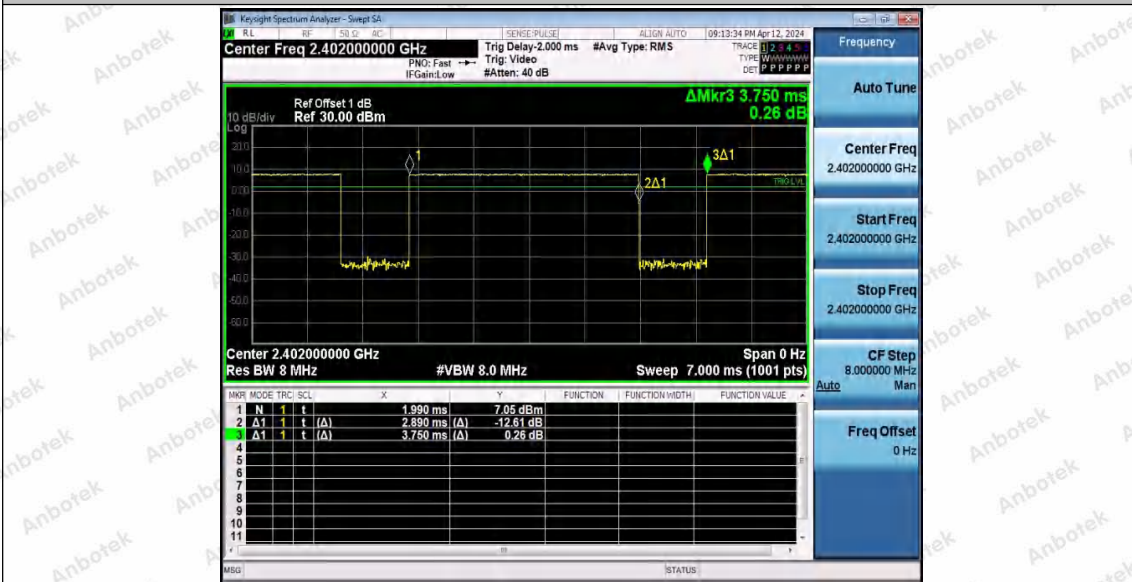 Keysight Spectrum Analyzer - Swept SA
RL RF 50 Ω AC SENSE:PULSE ALIGN AUTO 09:13:34 PM Apr 12, 2024
Center Freq 2.402000000 GHz Trig Delay-2.000 ms #Avg Type: RMS TRACE 1 2 3 4 5 6
PNO: Fast Trig: Video TYPE WWWWWW
IFGain:Low #Atten: 40 dB DET P P P P P P
Frequency
ΔMkr3 3.750 ms
0.26 dB
Ref Offset 1 dB
10 dB/div Ref 30.00 dBm
Log
20.0
10.0
0.00
-10.0
-20.0
-30.0
-40.0
-50.0
-60.0
1
2Δ1
3Δ1
TRIG LVL
Center 2.402000000 GHz Span 0 Hz
Res BW 8 MHz #VBW 8.0 MHz Sweep 7.000 ms (1001 pts)
MKR MODE TRC SCL X Y FUNCTION FUNCTION WIDTH FUNCTION VALUE
1 N 1 t 1.990 ms 7.05 dBm
2 Δ1 1 t (Δ) 2.890 ms (Δ) -12.61 dB
3 Δ1 1 t (Δ) 3.750 ms (Δ) 0.26 dB
4
5
6
7
8
9
10
11
MSG STATUS
Auto Tune
Center Freq
2.402000000 GHz
Start Freq
2.402000000 GHz
Stop Freq
2.402000000 GHz
CF Step
8.000000 MHz
Auto Man
Freq Offset
0 Hz
Anbotek